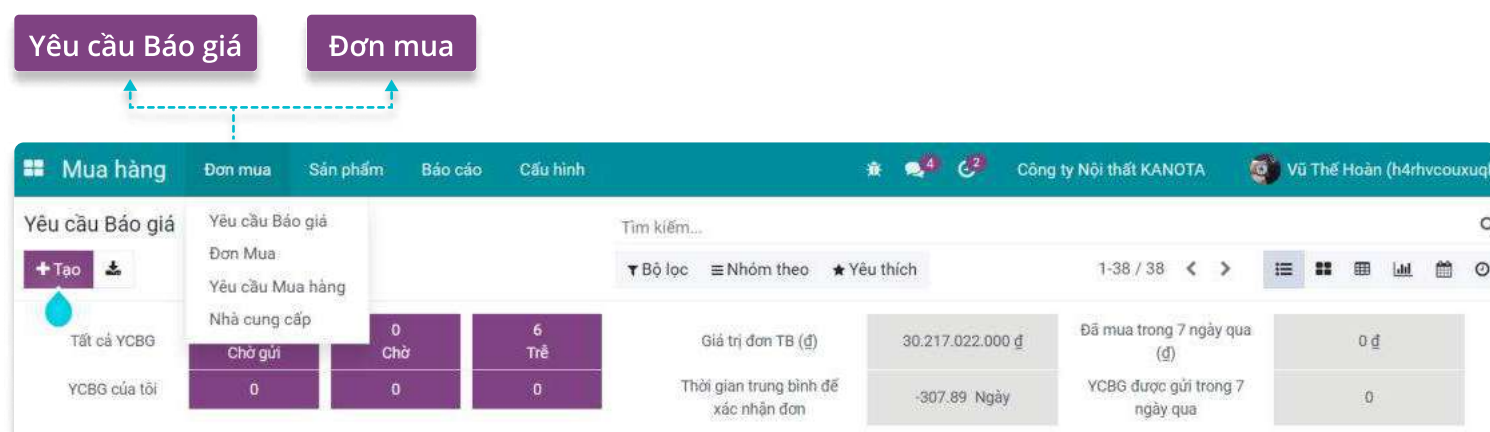 Yêu cầu Báo giá
Đơn mua
Mua hàng Đơn mua Sản phẩm Báo cáo Cấu hình 4 2 Công ty Nội thất KANOTA Vũ Thế Hoàn (h4rhvcouxuql
Yêu cầu Báo giá
Tìm kiếm...
Tạo
Yêu cầu Báo giá
Đơn Mua
Yêu cầu Mua hàng
Nhà cung cấp
Bộ lọc Nhóm theo Yêu thích 1-38 / 38
Tất cả YCBG
Chờ gửi
0
Chờ
6
Trễ
Giá trị đơn TB (₫)
30.217.022.000 ₫
Đã mua trong 7 ngày qua
(₫)
0 ₫
YCBG của tôi
0
0
0
Thời gian trung bình để
xác nhận đơn
-307.89 Ngày
YCBG được gửi trong 7
ngày qua
0